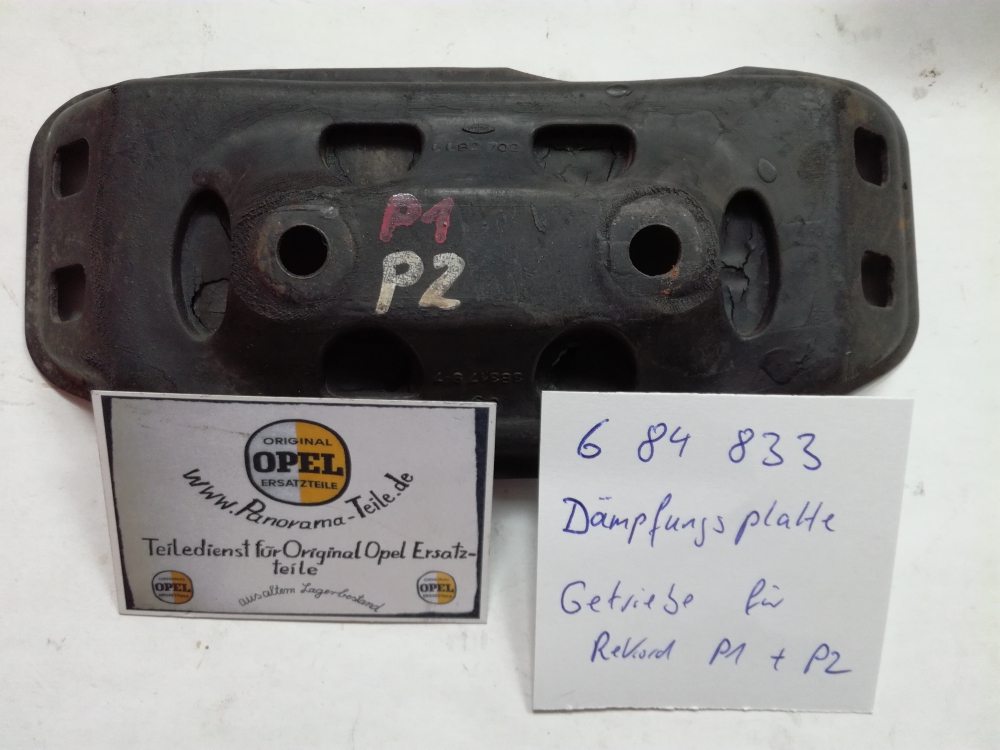 P1
P2
ORIGINAL
OPEL
ERSATZTEILE
www.Panorama-Teile.de
Teiledienst für Original Opel Ersatz-
teile
OPEL
aus altem Lagerbestand
OPEL
6 84 833
Dämpfungsplatte
Getriebe für
Rekord P1 + P2